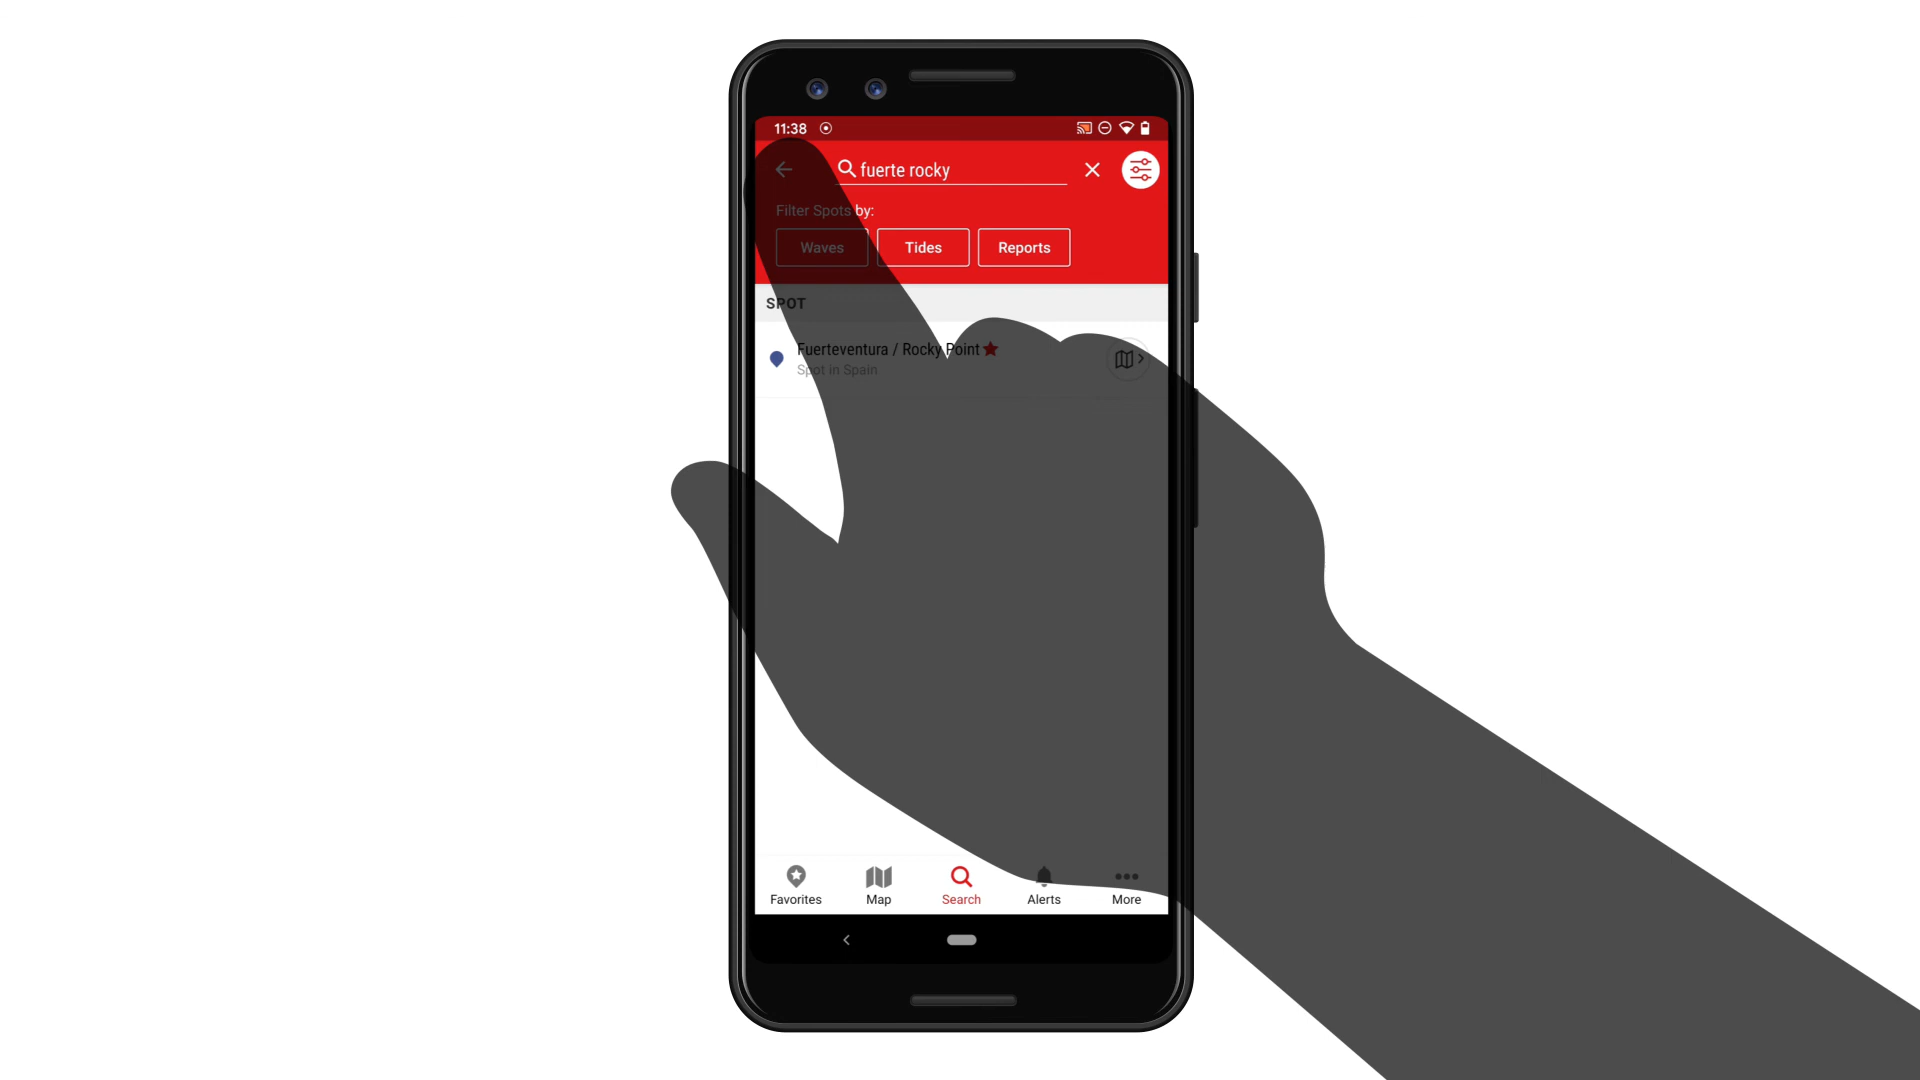 11:38
fuerte rocky
Filter Spots by:
Waves Tides Reports
SPOT
Fuerteventura / Rocky Point
Spot in Spain
Favorites Map Search Alerts More